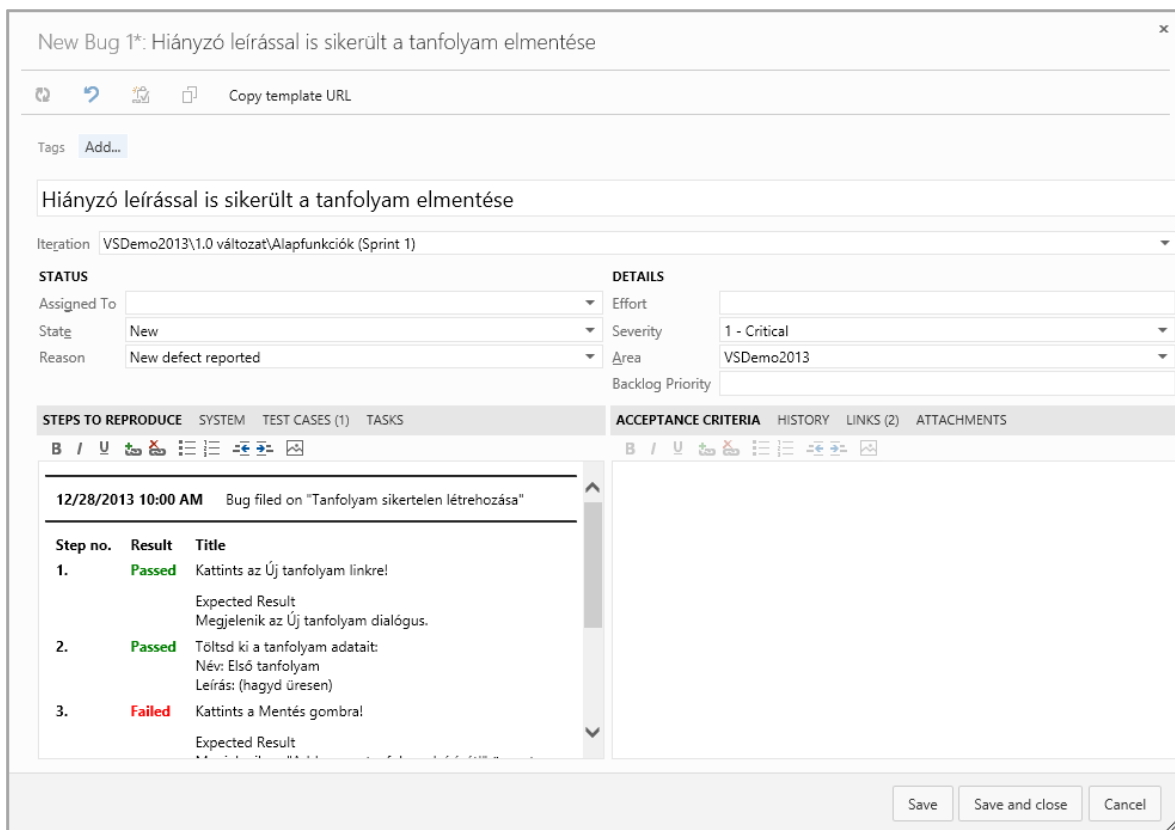 New Bug 1*: Hiányzó leírással is sikerült a tanfolyam elmentése
Copy template URL
Tags Add...
Hiányzó leírással is sikerült a tanfolyam elmentése
Iteration VSDemo2013\1.0 változat\Alapfunkciók (Sprint 1)
STATUS
Assigned To
State New
Reason New defect reported
DETAILS
Effort
Severity 1 - Critical
Area VSDemo2013
Backlog Priority
STEPS TO REPRODUCE SYSTEM TEST CASES (1) TASKS
B I U
12/28/2013 10:00 AM Bug filed on "Tanfolyam sikertelen létrehozása"
Step no. Result Title
1. Passed Kattints az Új tanfolyam linkre!
Expected Result
Megjelenik az Új tanfolyam dialógus.
2. Passed Töltsd ki a tanfolyam adatait:
Név: Első tanfolyam
Leírás: (hagyd üresen)
3. Failed Kattints a Mentés gombra!
Expected Result
ACCEPTANCE CRITERIA HISTORY LINKS (2) ATTACHMENTS
B I U
Save Save and close Cancel